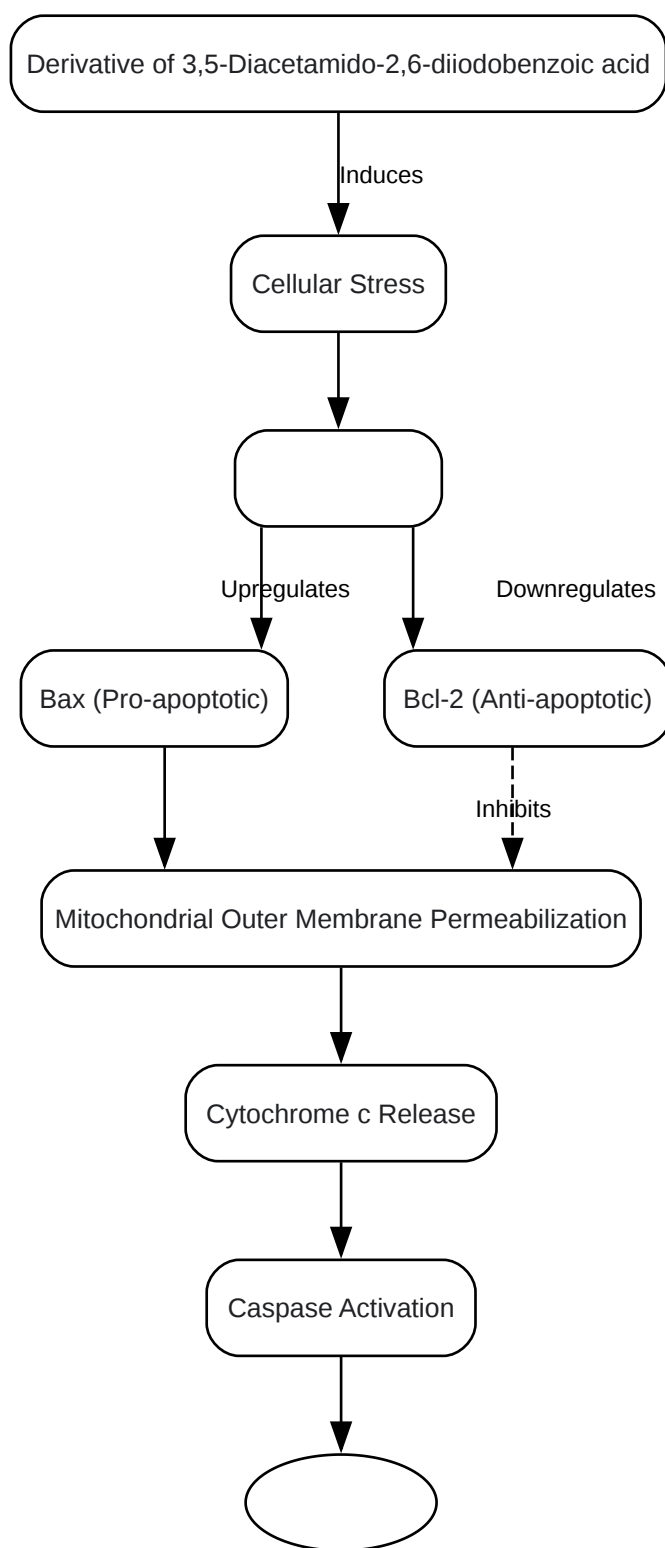 Derivative of 3,5-Diacetamido-2,6-diiodobenzoic acid
Induces
Cellular Stress
Upregulates
Downregulates
Bax (Pro-apoptotic)
Bcl-2 (Anti-apoptotic)
Inhibits
Mitochondrial Outer Membrane Permeabilization
Cytochrome c Release
Caspase Activation